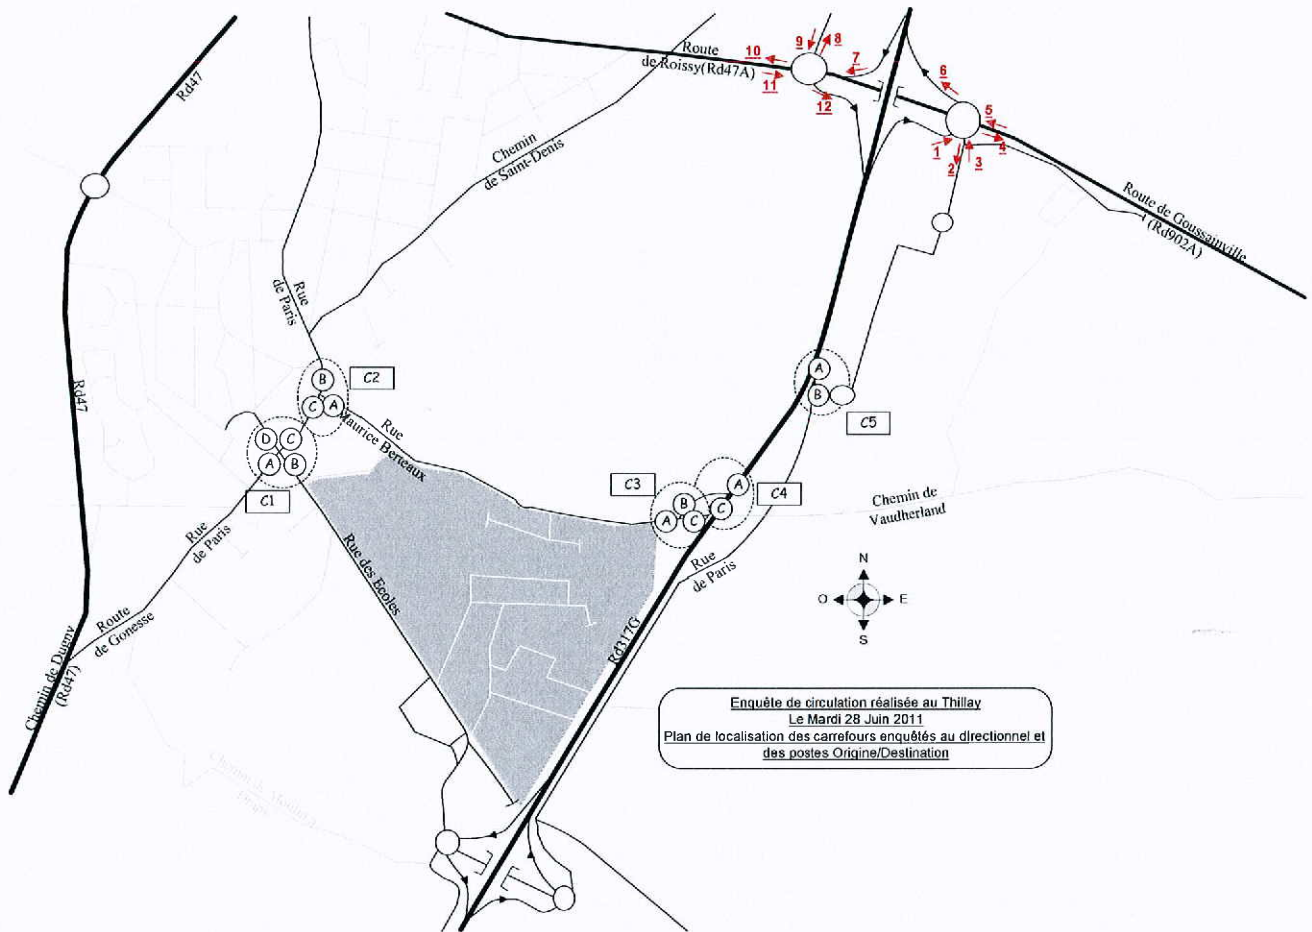 Rd47
Route
de Roissy(Rd47A)
10
11
9
8
12
7
6
5
1
2
3
4
Chemin
de Saint-Denis
Route de Goussainville
(Rd902A)
Rue
de Paris
Rd47
B
C
A
C2
Rue
Maurice Berteaux
D
C
A
B
C1
A
B
C5
C3
B
A
C
A
C
C4
Chemin de
Vaudherland
Rue
de Paris
Rue des Ecoles
Rue
de Paris
Route
de Gonesse
Chemin de Dugny
(Rd47)
Rd317G
N
O
E
S
Enquête de circulation réalisée au Thillay
Le Mardi 28 Juin 2011
Plan de localisation des carrefours enquêtés au directionnel et
des postes Origine/Destination